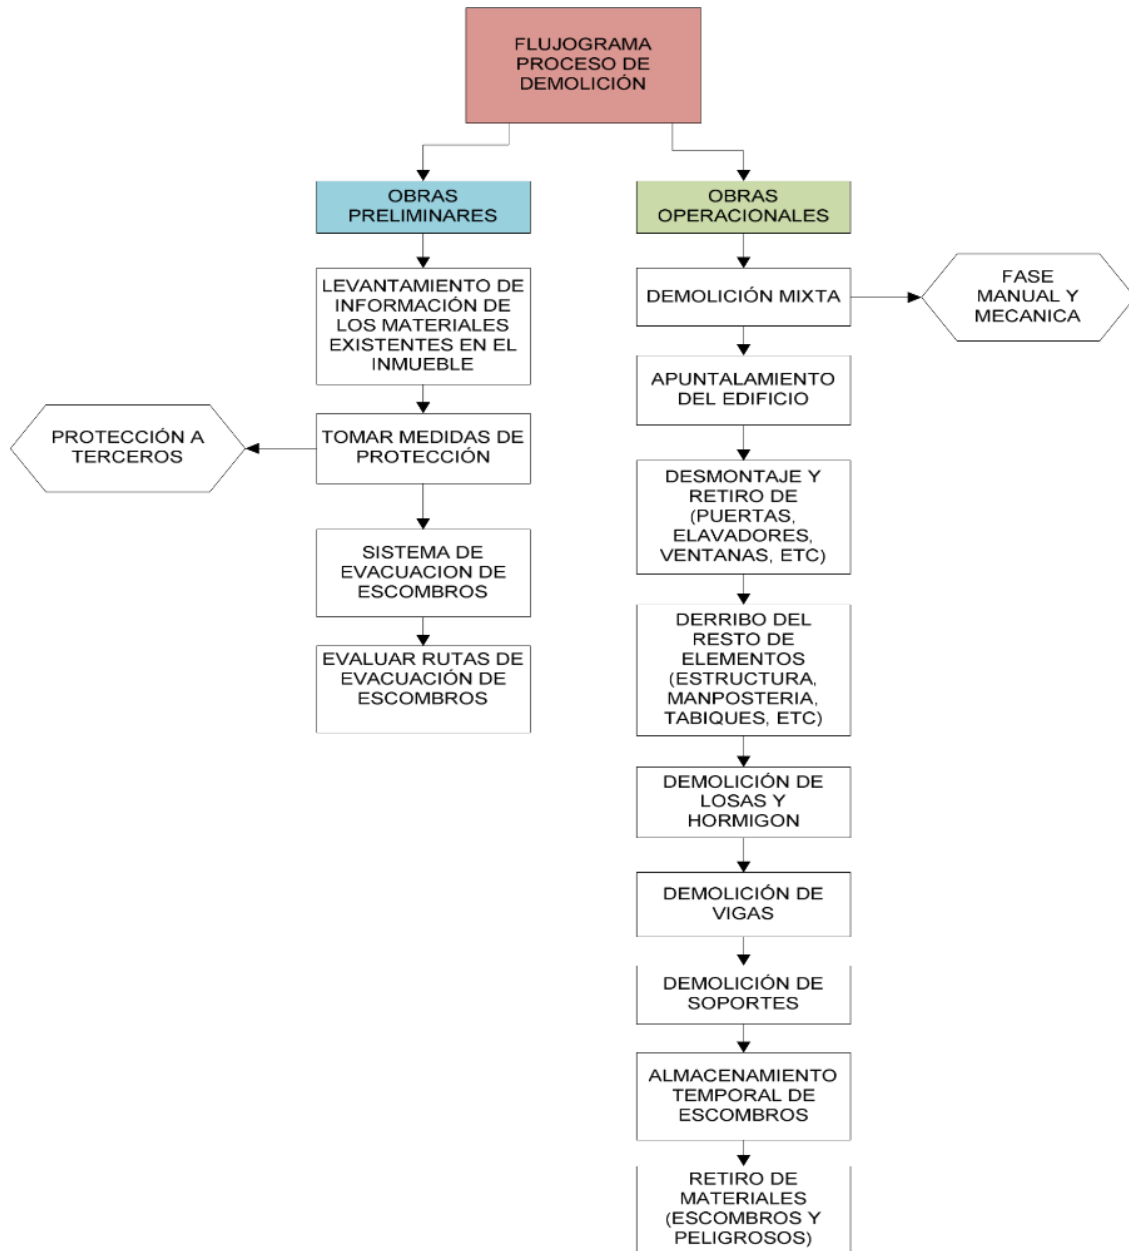 FLUJOGRAMA
PROCESO DE
DEMOLICIÓN
OBRAS
PRELIMINARES
LEVANTAMIENTO DE
INFORMACIÓN DE
LOS MATERIALES
EXISTENTES EN EL
INMUEBLE
TOMAR MEDIDAS DE
PROTECCIÓN
PROTECCIÓN A
TERCEROS
SISTEMA DE
EVACUACION DE
ESCOMBROS
EVALUAR RUTAS DE
EVACUACIÓN DE
ESCOMBROS
OBRAS
OPERACIONALES
DEMOLICIÓN MIXTA
FASE
MANUAL Y
MECANICA
APUNTALAMIENTO
DEL EDIFICIO
DESMONTAJE Y
RETIRO DE
(PUERTAS,
ELAVADORES,
VENTANAS, ETC)
DERRIBO DEL
RESTO DE
ELEMENTOS
(ESTRUCTURA,
MANPOSTERIA,
TABIQUES, ETC)
DEMOLICIÓN DE
LOSAS Y
HORMIGON
DEMOLICIÓN DE
VIGAS
DEMOLICIÓN DE
SOPORTES
ALMACENAMIENTO
TEMPORAL DE
ESCOMBROS
RETIRO DE
MATERIALES
(ESCOMBROS Y
PELIGROSOS)